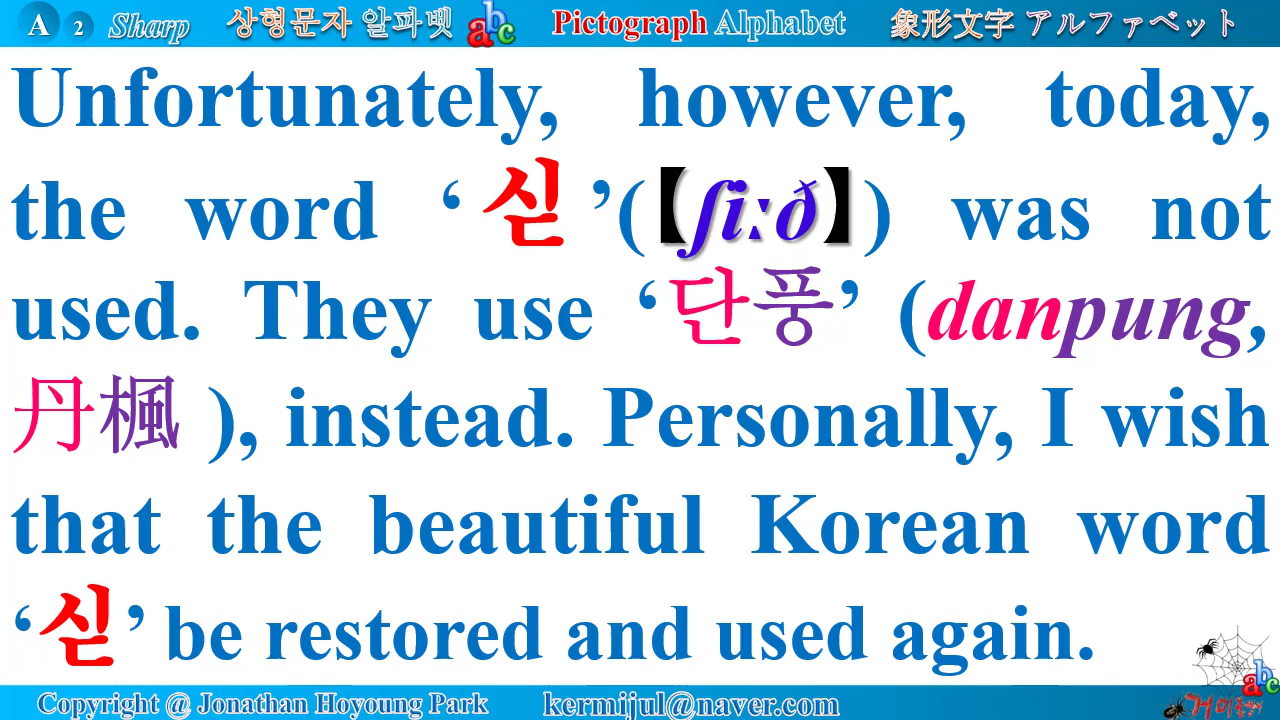 A 2 Sharp 상형문자 알파벳 abc Pictograph Alphabet 象形文字 アルファベット
Unfortunately, however, today,
the word ‘싣’(【ʃiːð】) was not
used. They use ‘단풍’ (danpung,
丹楓 ), instead. Personally, I wish
that the beautiful Korean word
‘싣’ be restored and used again.
abc
Copyright @ Jonathan Hoyoung Park kermijul@naver.com